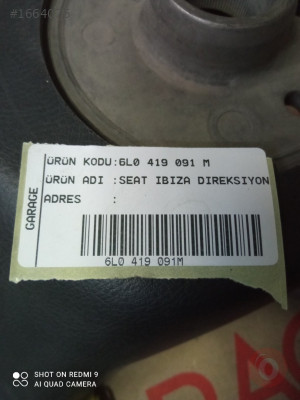 #16640
ÜRÜN KODU:6L0 419 091 M
ÜRÜN ADI :SEAT IBIZA DIREKSIYON
ADRES :
GARAGE
6L0 419 091M
SHOT ON REDMI 9
AI QUAD CAMERA